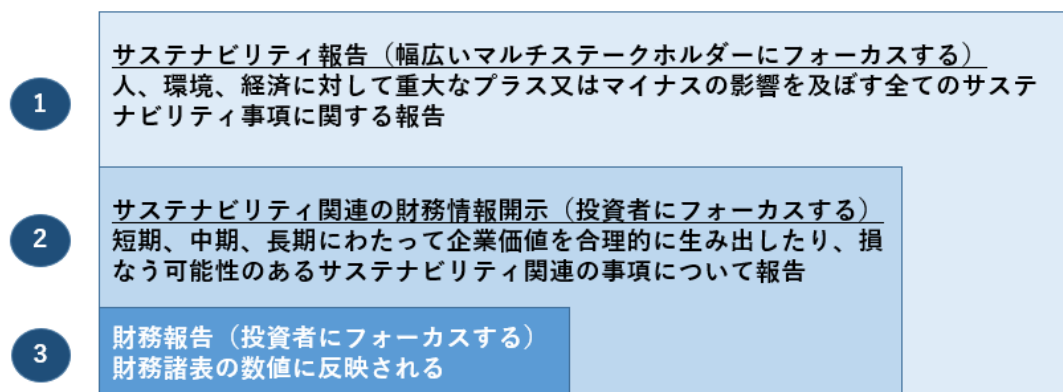 1
サステナビリティ報告（幅広いマルチステークホルダーにフォーカスする）
人、環境、経済に対して重大なプラス又はマイナスの影響を及ぼす全てのサステ
ナビリティ事項に関する報告
2
サステナビリティ関連の財務情報開示（投資者にフォーカスする）
短期、中期、長期にわたって企業価値を合理的に生み出したり、損
なう可能性のあるサステナビリティ関連の事項について報告
3
財務報告（投資者にフォーカスする）
財務諸表の数値に反映される